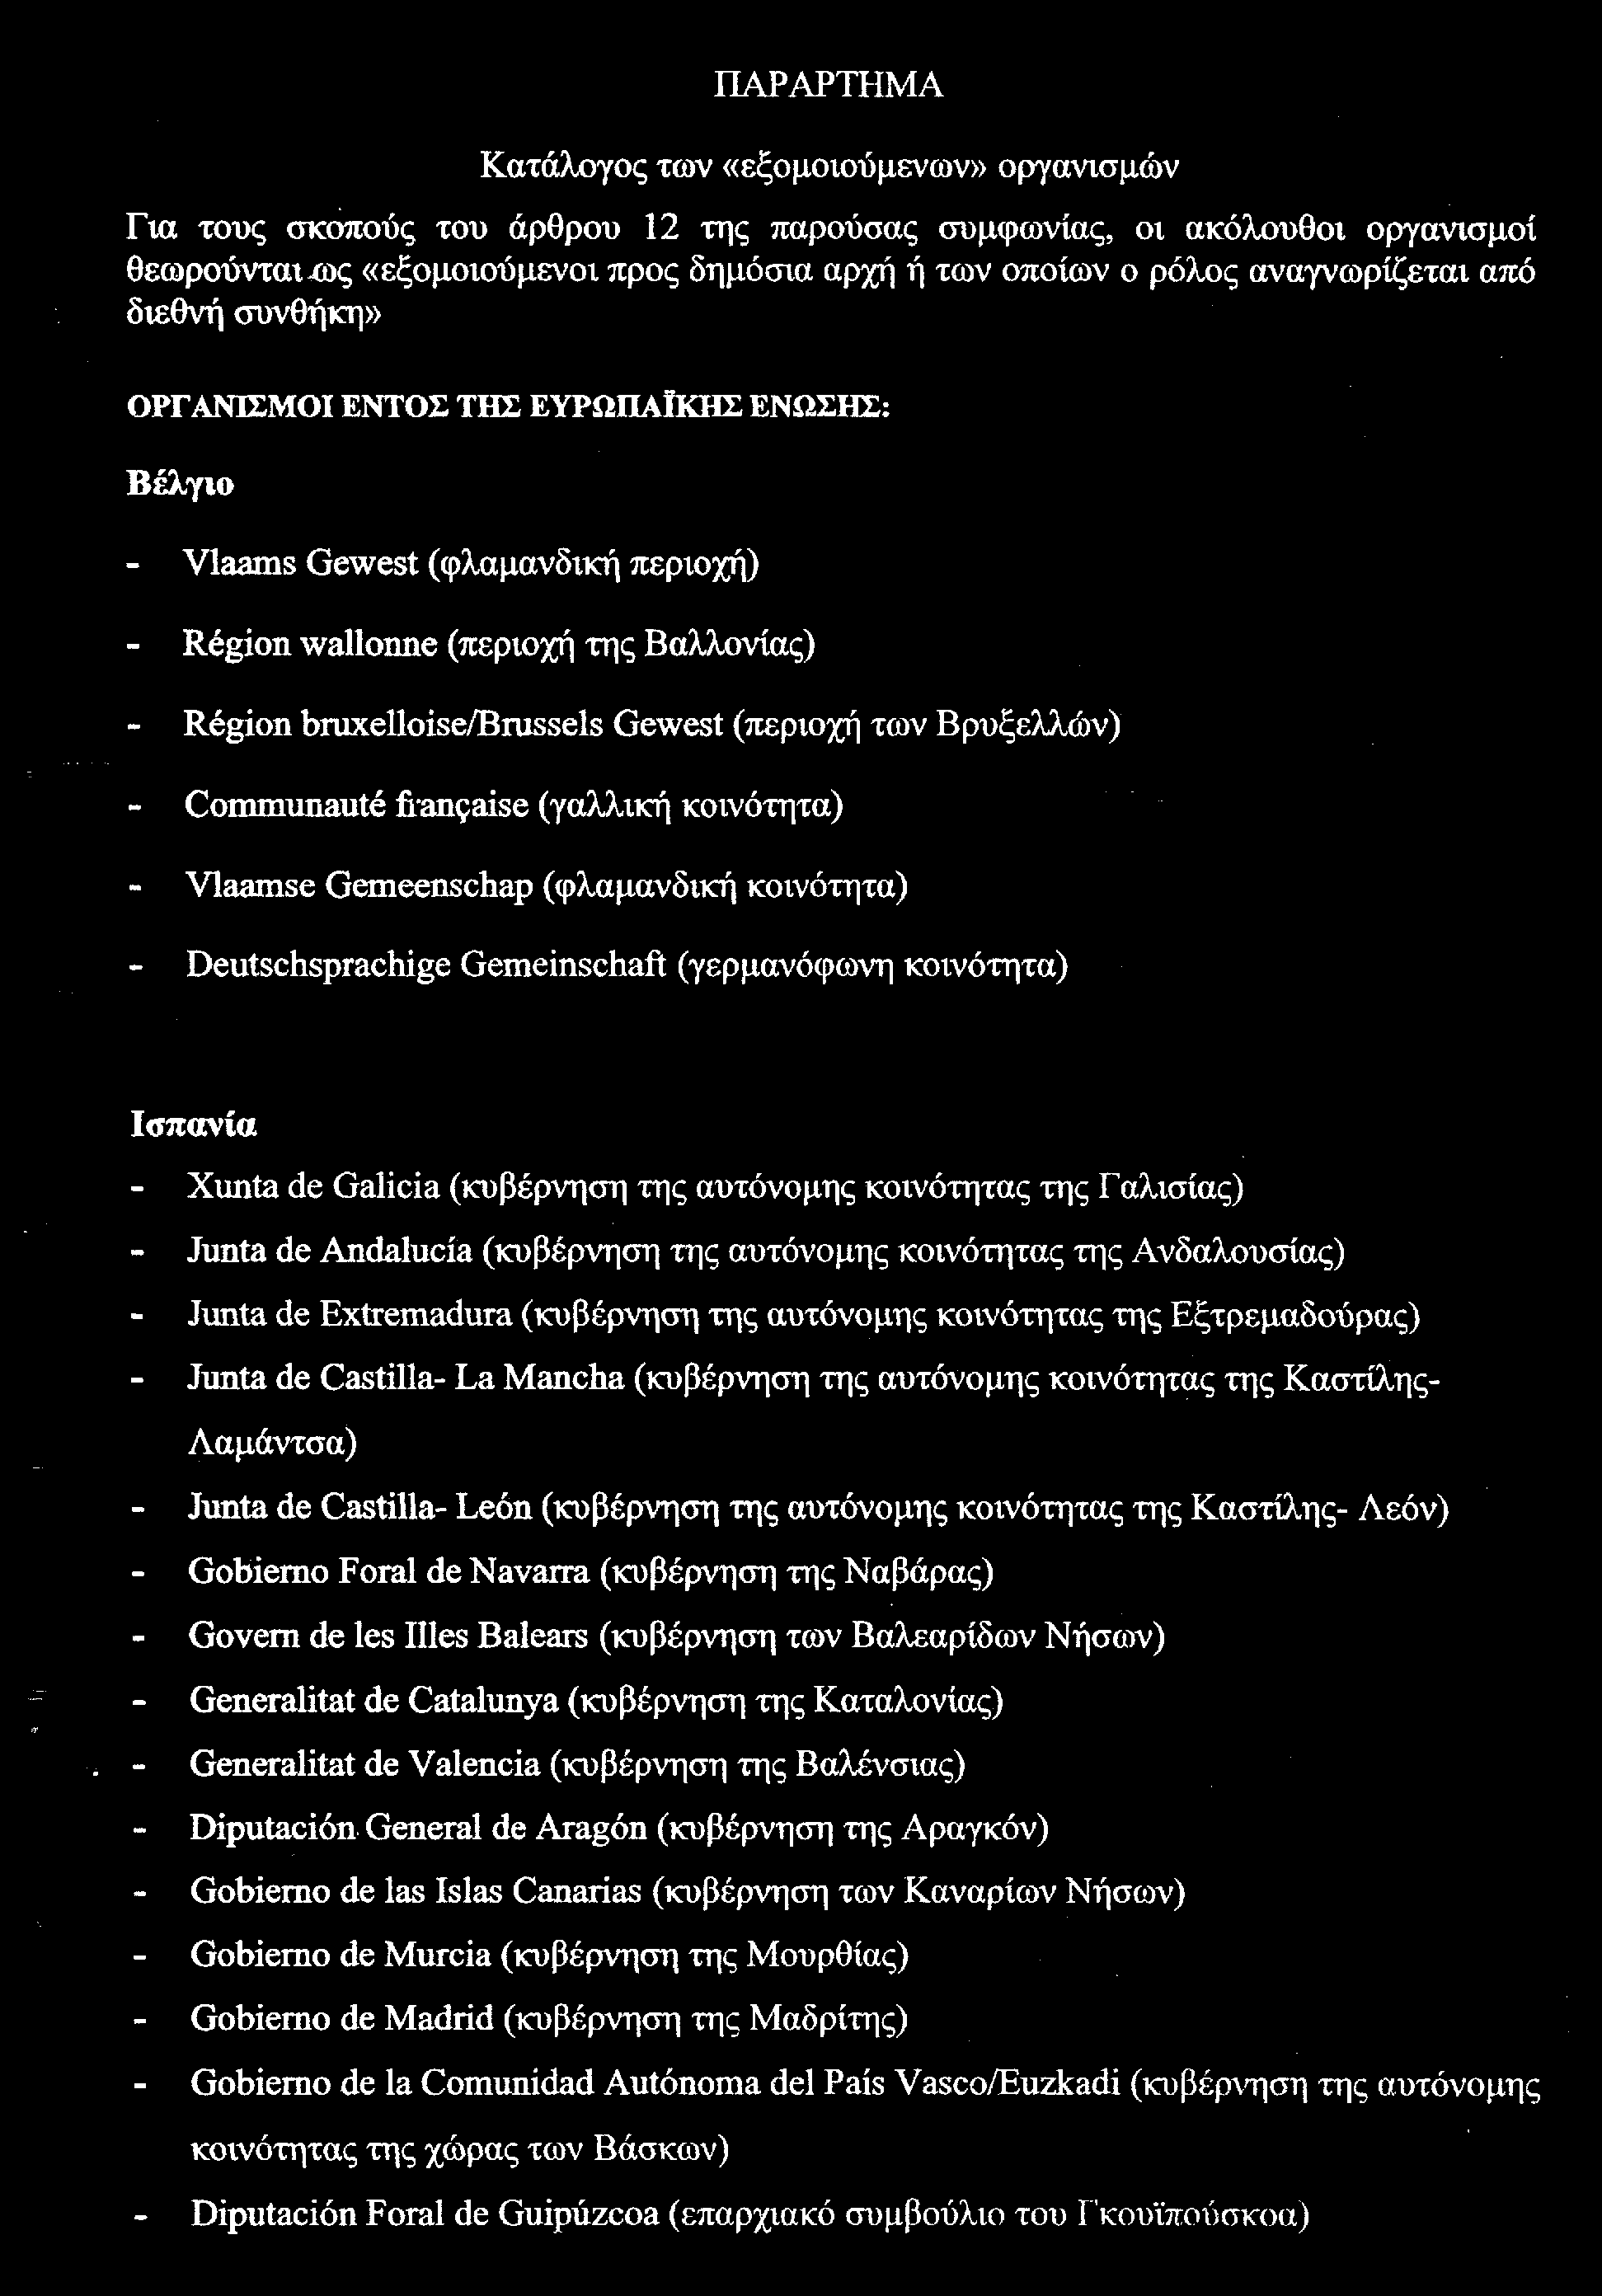 ΠΑΡΑΡΤΗΜΑ
Κατάλογος των «εξομοιούμενων» οργανισμών
Για τους σκοπούς του άρθρου 12 της παρούσας συμφωνίας, οι ακόλουθοι οργανισμοί
θεωρούνται ως «εξομοιούμενοι προς δημόσια αρχή ή των οποίων ο ρόλος αναγνωρίζεται από
διεθνή συνθήκη»
ΟΡΓΑΝΙΣΜΟΙ ΕΝΤΟΣ ΤΗΣ ΕΥΡΩΠΑΪΚΗΣ ΕΝΩΣΗΣ:
Βέλγιο
- Vlaams Gewest (φλαμανδική περιοχή)
- Région wallonne (περιοχή της Βαλλονίας)
- Région bruxelloise/Brussels Gewest (περιοχή των Βρυξελλών)
- Communauté française (γαλλική κοινότητα)
- Vlaamse Gemeenschap (φλαμανδική κοινότητα)
- Deutschsprachige Gemeinschaft (γερμανόφωνη κοινότητα)
Ισπανία
- Xunta de Galicia (κυβέρνηση της αυτόνομης κοινότητας της Γαλισίας)
- Junta de Andalucía (κυβέρνηση της αυτόνομης κοινότητας της Ανδαλουσίας)
- Junta de Extremadura (κυβέρνηση της αυτόνομης κοινότητας της Εξτρεμαδούρας)
- Junta de Castilla- La Mancha (κυβέρνηση της αυτόνομης κοινότητας της Καστίλης-
Λαμάντσα)
- Junta de Castilla- León (κυβέρνηση της αυτόνομης κοινότητας της Καστίλης- Λεόν)
- Gobierno Foral de Navarra (κυβέρνηση της Ναβάρας)
- Govern de les Illes Balears (κυβέρνηση των Βαλεαρίδων Νήσων)
- Generalitat de Catalunya (κυβέρνηση της Καταλονίας)
- Generalitat de Valencia (κυβέρνηση της Βαλένσιας)
- Diputación General de Aragón (κυβέρνηση της Αραγκόν)
- Gobierno de las Islas Canarias (κυβέρνηση των Καναρίων Νήσων)
- Gobierno de Murcia (κυβέρνηση της Μουρθίας)
- Gobierno de Madrid (κυβέρνηση της Μαδρίτης)
- Gobierno de la Comunidad Autónoma del País Vasco/Euzkadi (κυβέρνηση της αυτόνομης
κοινότητας της χώρας των Βάσκων)
- Diputación Foral de Guipúzcoa (επαρχιακό συμβούλιο του Γκουϊπούσκοα)